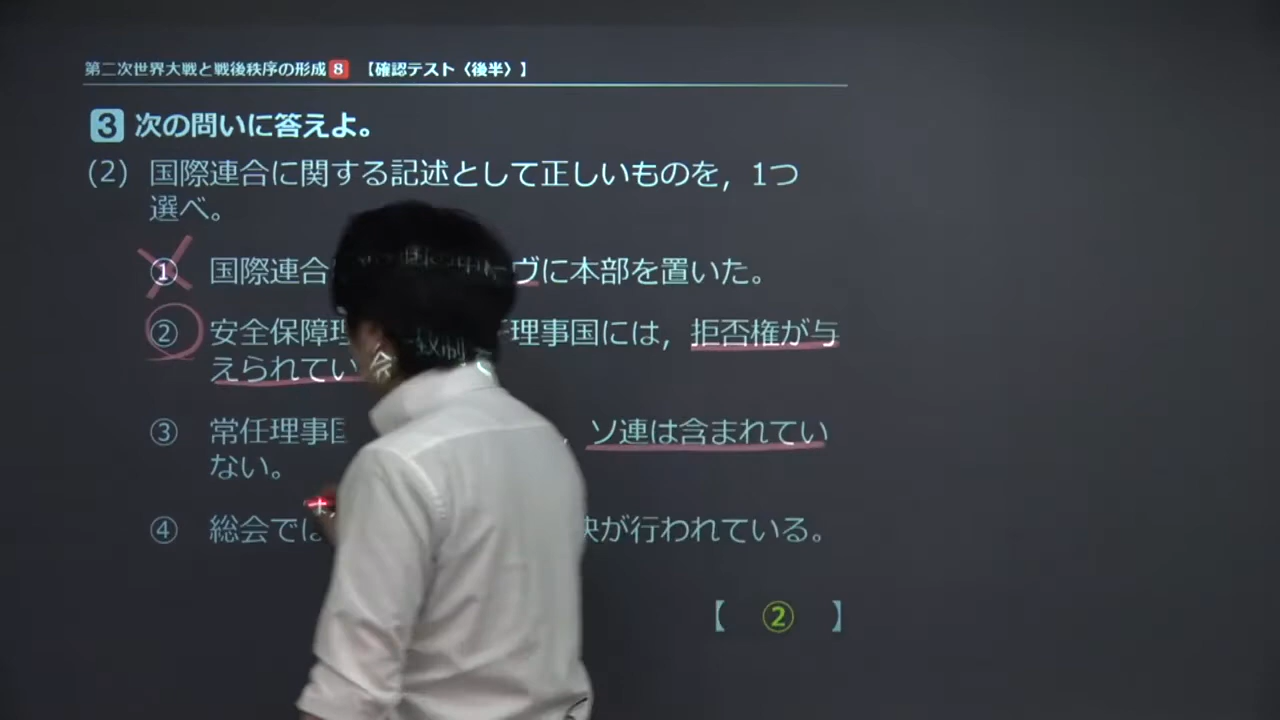 第二次世界大戦と戦後秩序の形成8 【確認テスト〈後半〉】
3 次の問いに答えよ。
(2) 国際連合に関する記述として正しいものを，1つ
選べ。
① 国際連合 ヴに本部を置いた。
② 安全保障理 理事国には，拒否権が与
えられてい
③ 常任理事国 ソ連は含まれてい
ない。
④ 総会では 決が行われている。
【 ② 】